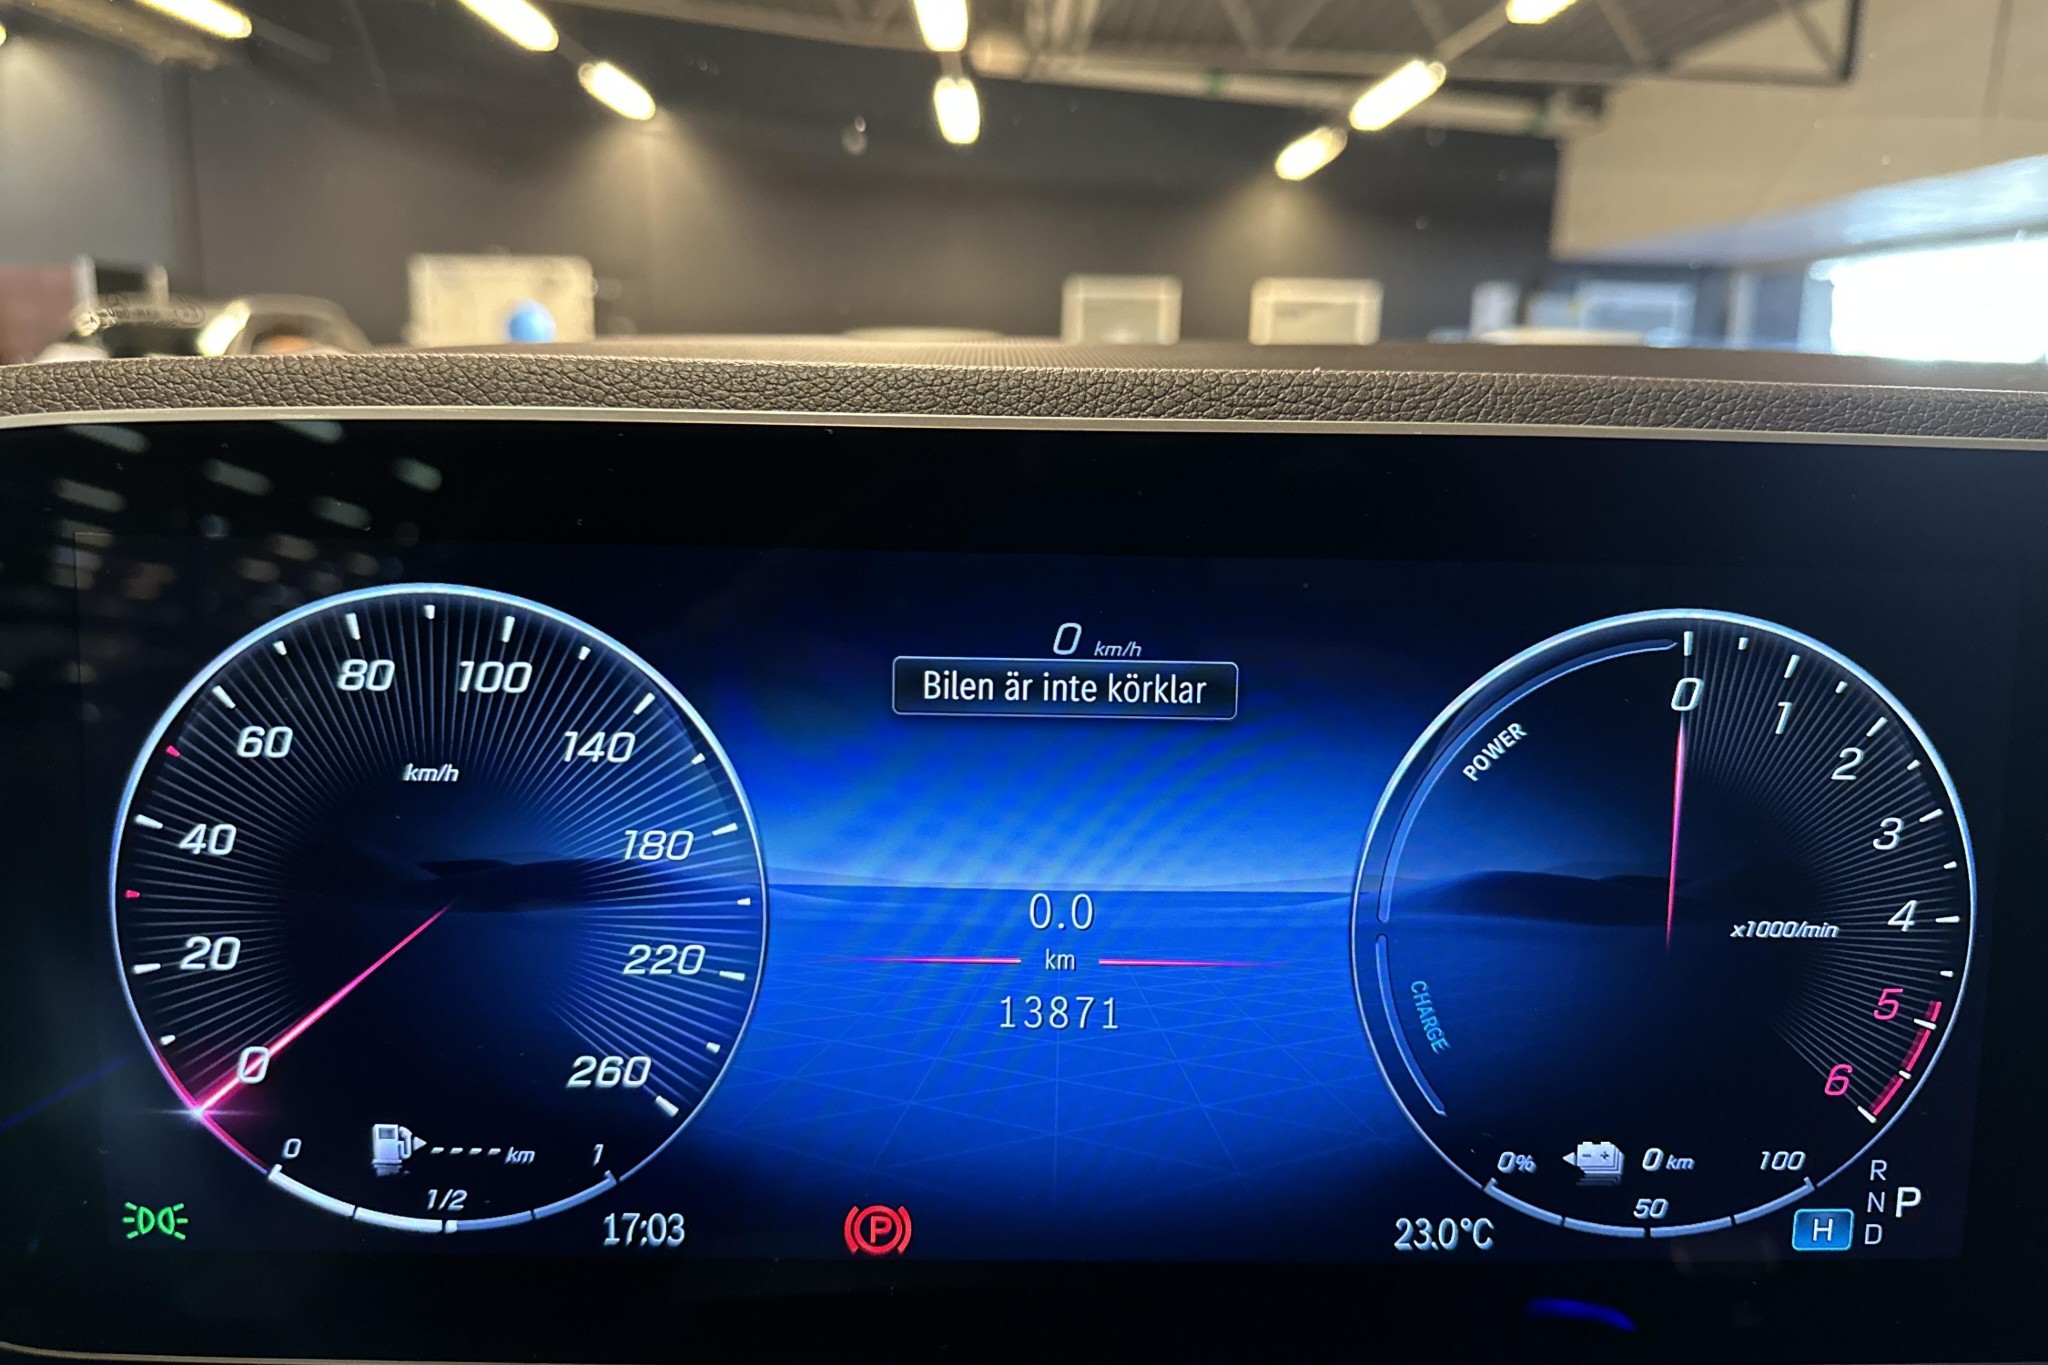 0 km/h
Bilen är inte körklar
80
100
60
140
km/h
40
180
20
220
0
260
0
---- km
1
1/2
17:03
0.0
km
13871
P
0
1
POWER
2
3
x1000/min
4
CHARGE
5
6
0%
0 km
100
50
23.0°C
R
N P
H D